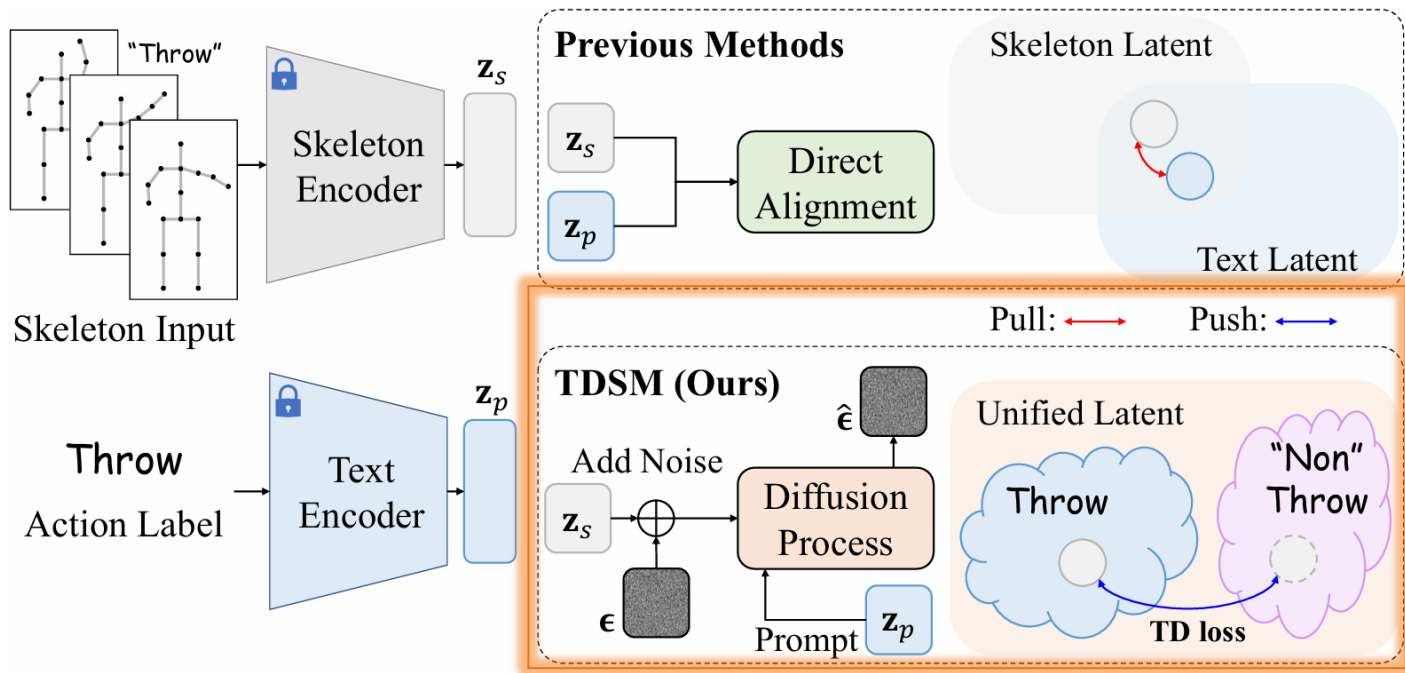 "Throw"
Skeleton
Encoder
z_s
Skeleton Input
Previous Methods
z_s
z_p
Direct
Alignment
Skeleton Latent
Text Latent
Pull:
Push:
Throw
Action Label
Text
Encoder
z_p
TDSM (Ours)
Add Noise
z_s
ϵ
ϵ̂
Diffusion
Process
Prompt
z_p
Unified Latent
Throw
"Non"
Throw
TD loss